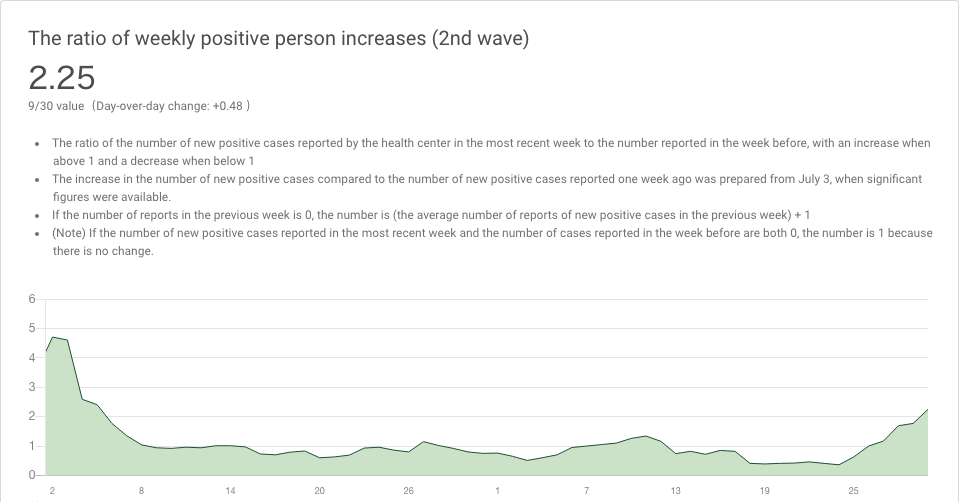 The ratio of weekly positive person increases (2nd wave)
2.25
9/30 value （Day-over-day change: +0.48 ）
• The ratio of the number of new positive cases reported by the health center in the most recent week to the number reported in the week before, with an increase when
above 1 and a decrease when below 1
• The increase in the number of new positive cases compared to the number of new positive cases reported one week ago was prepared from July 3, when significant
figures were available.
• If the number of reports in the previous week is 0, the number is (the average number of reports of new positive cases in the previous week) + 1
• (Note) If the number of new positive cases reported in the most recent week and the number of cases reported in the week before are both 0, the number is 1 because
there is no change.
6
5
4
3
2
1
0
2 8 14 20 26 1 7 13 19 25